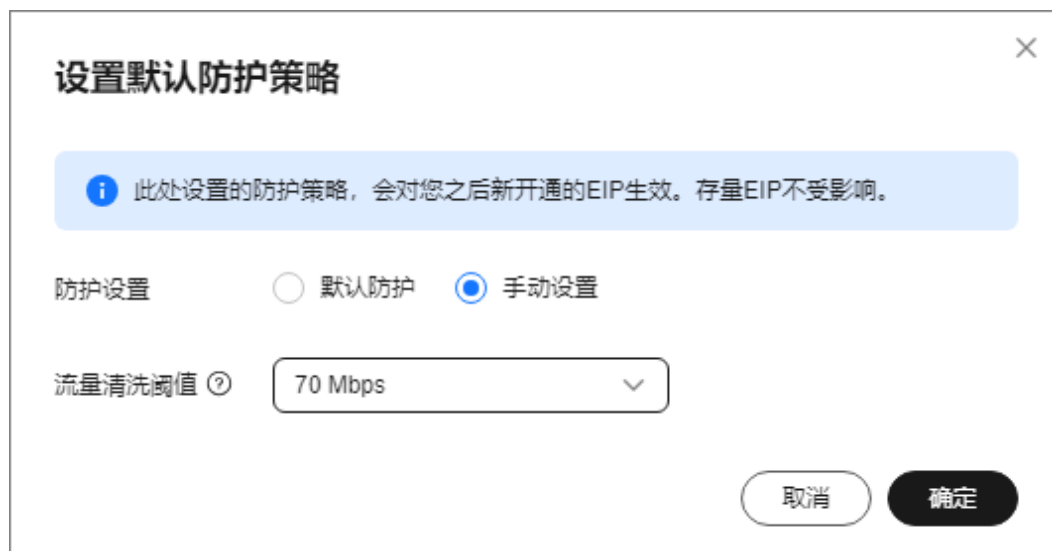 设置默认防护策略
此处设置的防护策略，会对您之后新开通的EIP生效。存量EIP不受影响。
防护设置 默认防护 手动设置
流量清洗阈值 70 Mbps
取消 确定